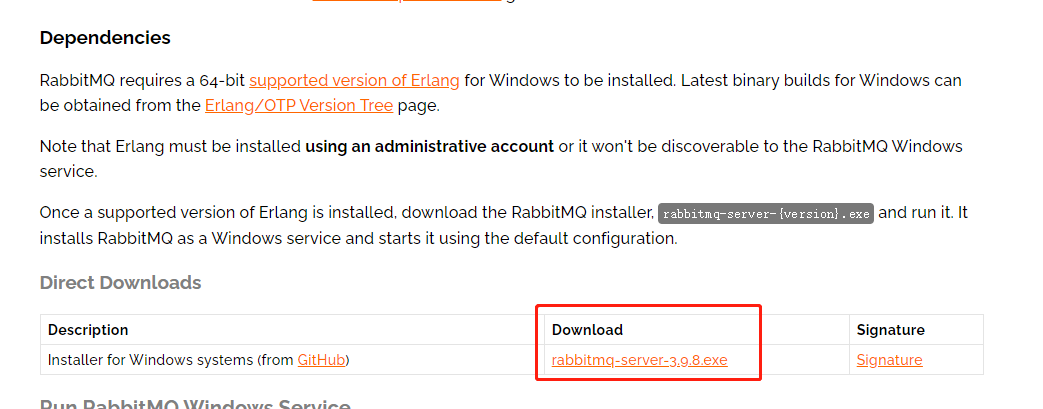 Dependencies
RabbitMQ requires a 64-bit supported version of Erlang for Windows to be installed. Latest binary builds for Windows can
be obtained from the Erlang/OTP Version Tree page.
Note that Erlang must be installed using an administrative account or it won't be discoverable to the RabbitMQ Windows
service.
Once a supported version of Erlang is installed, download the RabbitMQ installer, rabbitmq-server-{version}.exe and run it. It
installs RabbitMQ as a Windows service and starts it using the default configuration.
Direct Downloads
Description Download Signature
Installer for Windows systems (from GitHub) rabbitmq-server-3.9.8.exe Signature
Run RabbitMQ Windows Service